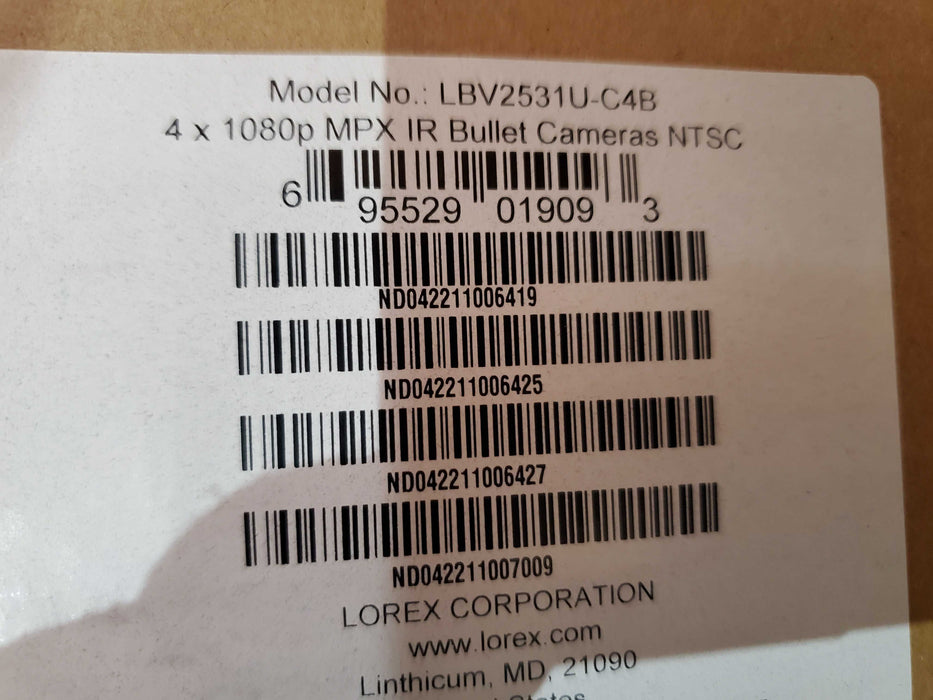 Model No.: LBV2531U-C4B
4 x 1080p MPX IR Bullet Cameras NTSC
6 95529 01909 3
ND042211006419
ND042211006425
ND042211006427
ND042211007009
LOREX CORPORATION
www.lorex.com
Linthicum, MD, 21090
States